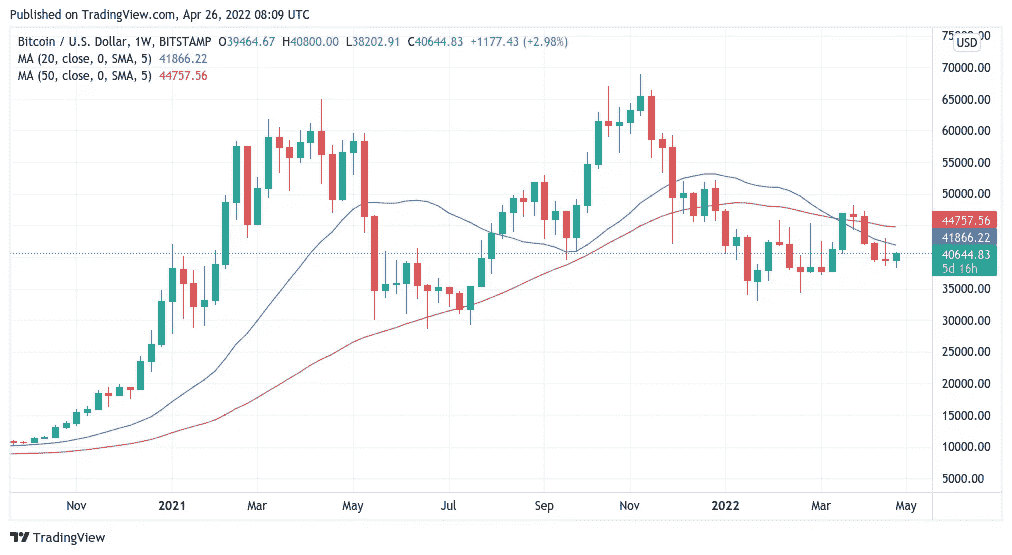 Published on TradingView.com, Apr 26, 2022 08:09 UTC
Bitcoin / U.S. Dollar, 1W, BITSTAMP O39464.67 H40800.00 L38202.91 C40644.83 +1177.43 (+2.98%)
MA (20, close, 0, SMA, 5) 41866.22
MA (50, close, 0, SMA, 5) 44757.56
75000.00
USD
70000.00
65000.00
60000.00
55000.00
50000.00
44757.56
41866.22
40644.83
5d 16h
35000.00
30000.00
25000.00
20000.00
15000.00
10000.00
5000.00
Nov 2021 Mar May Jul Sep Nov 2022 Mar May
TradingView